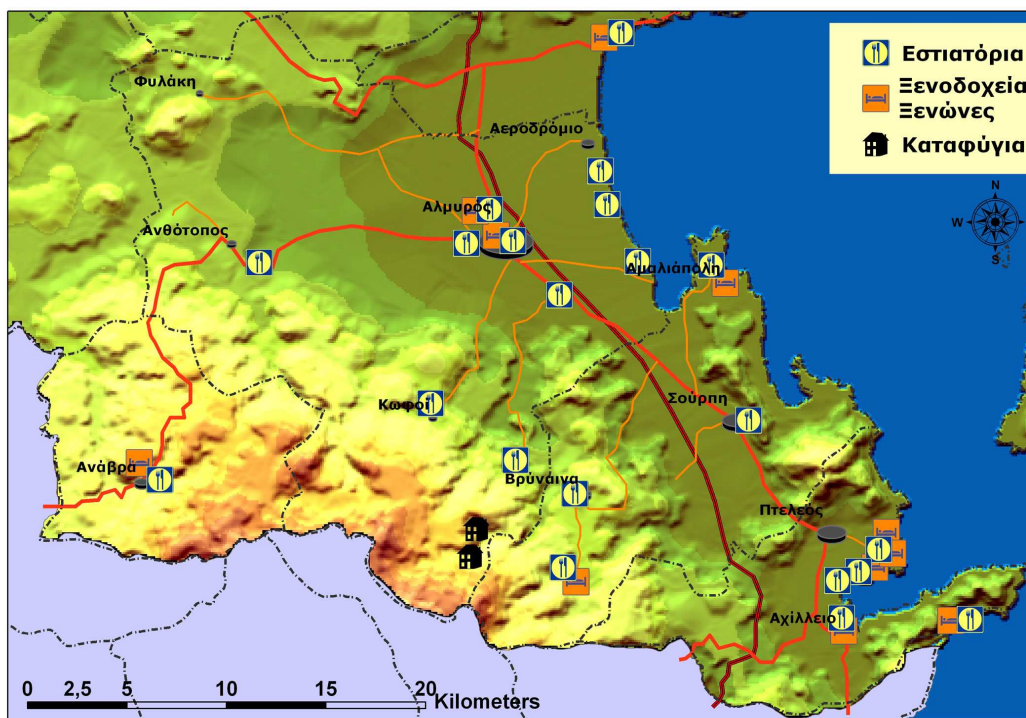 Εστιατόρια
Ξενοδοχεία
Ξενώνες
Καταφύγια
N
W E
S
Φυλάκη
Αεροδρόμιο
Αλμυρός
Ανθότοπος
Αμαλιάπολη
Κωφοί
Σούρπη
Ανάβρα
Βρύναινα
Πτελεός
Αχίλλειο
0 2,5 5 10 15 20
Kilometers